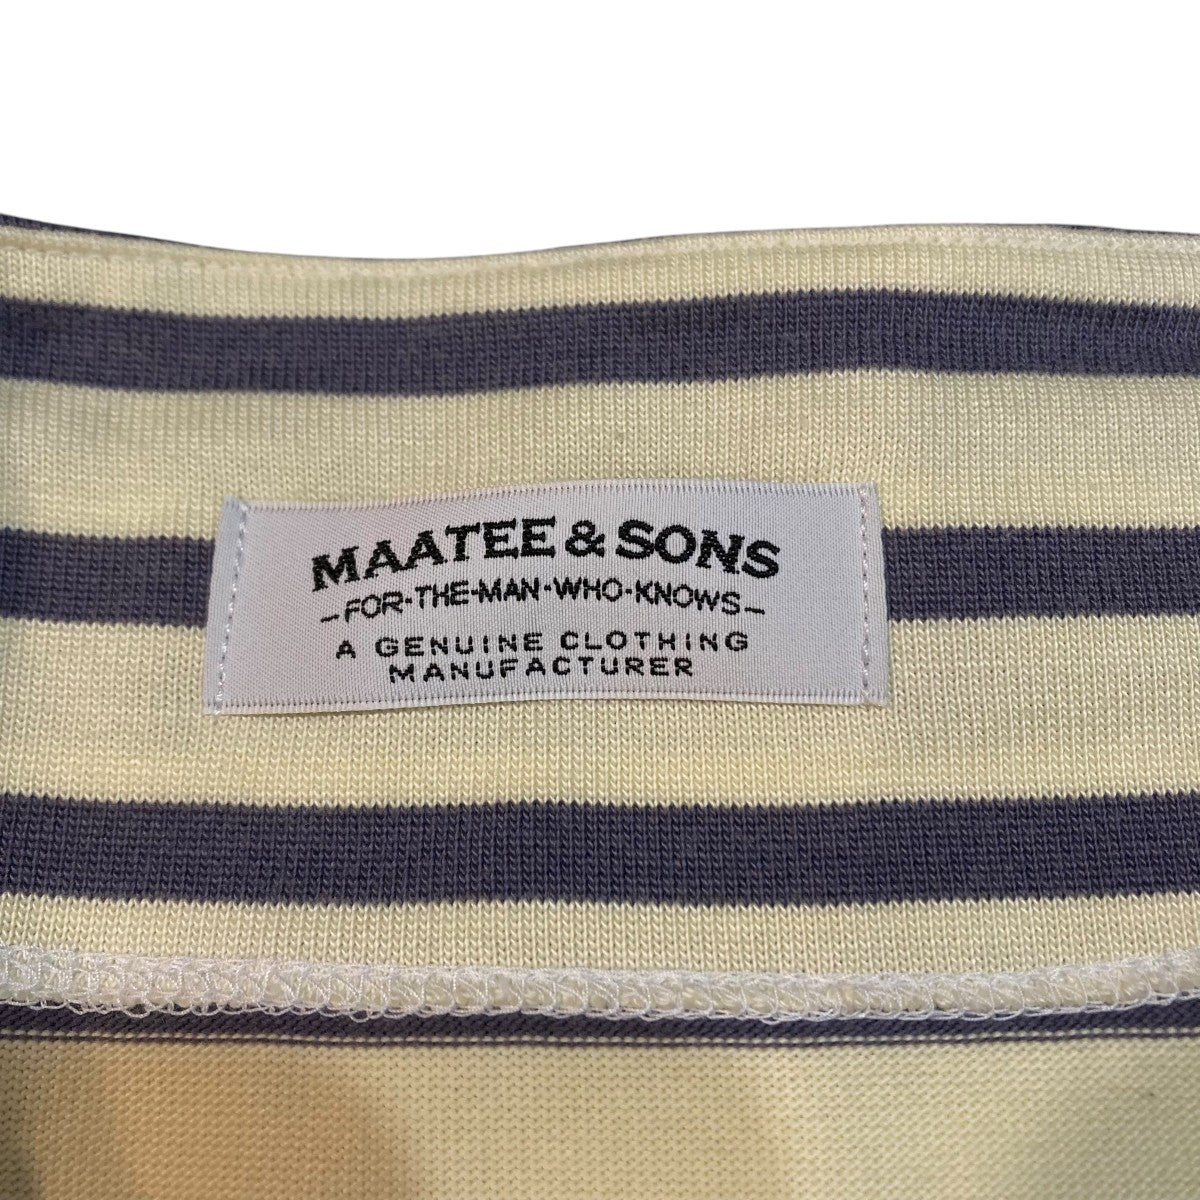 MAATEE & SONS
-FOR-THE-MAN-WHO-KNOWS-
A GENUINE CLOTHING
MANUFACTURER